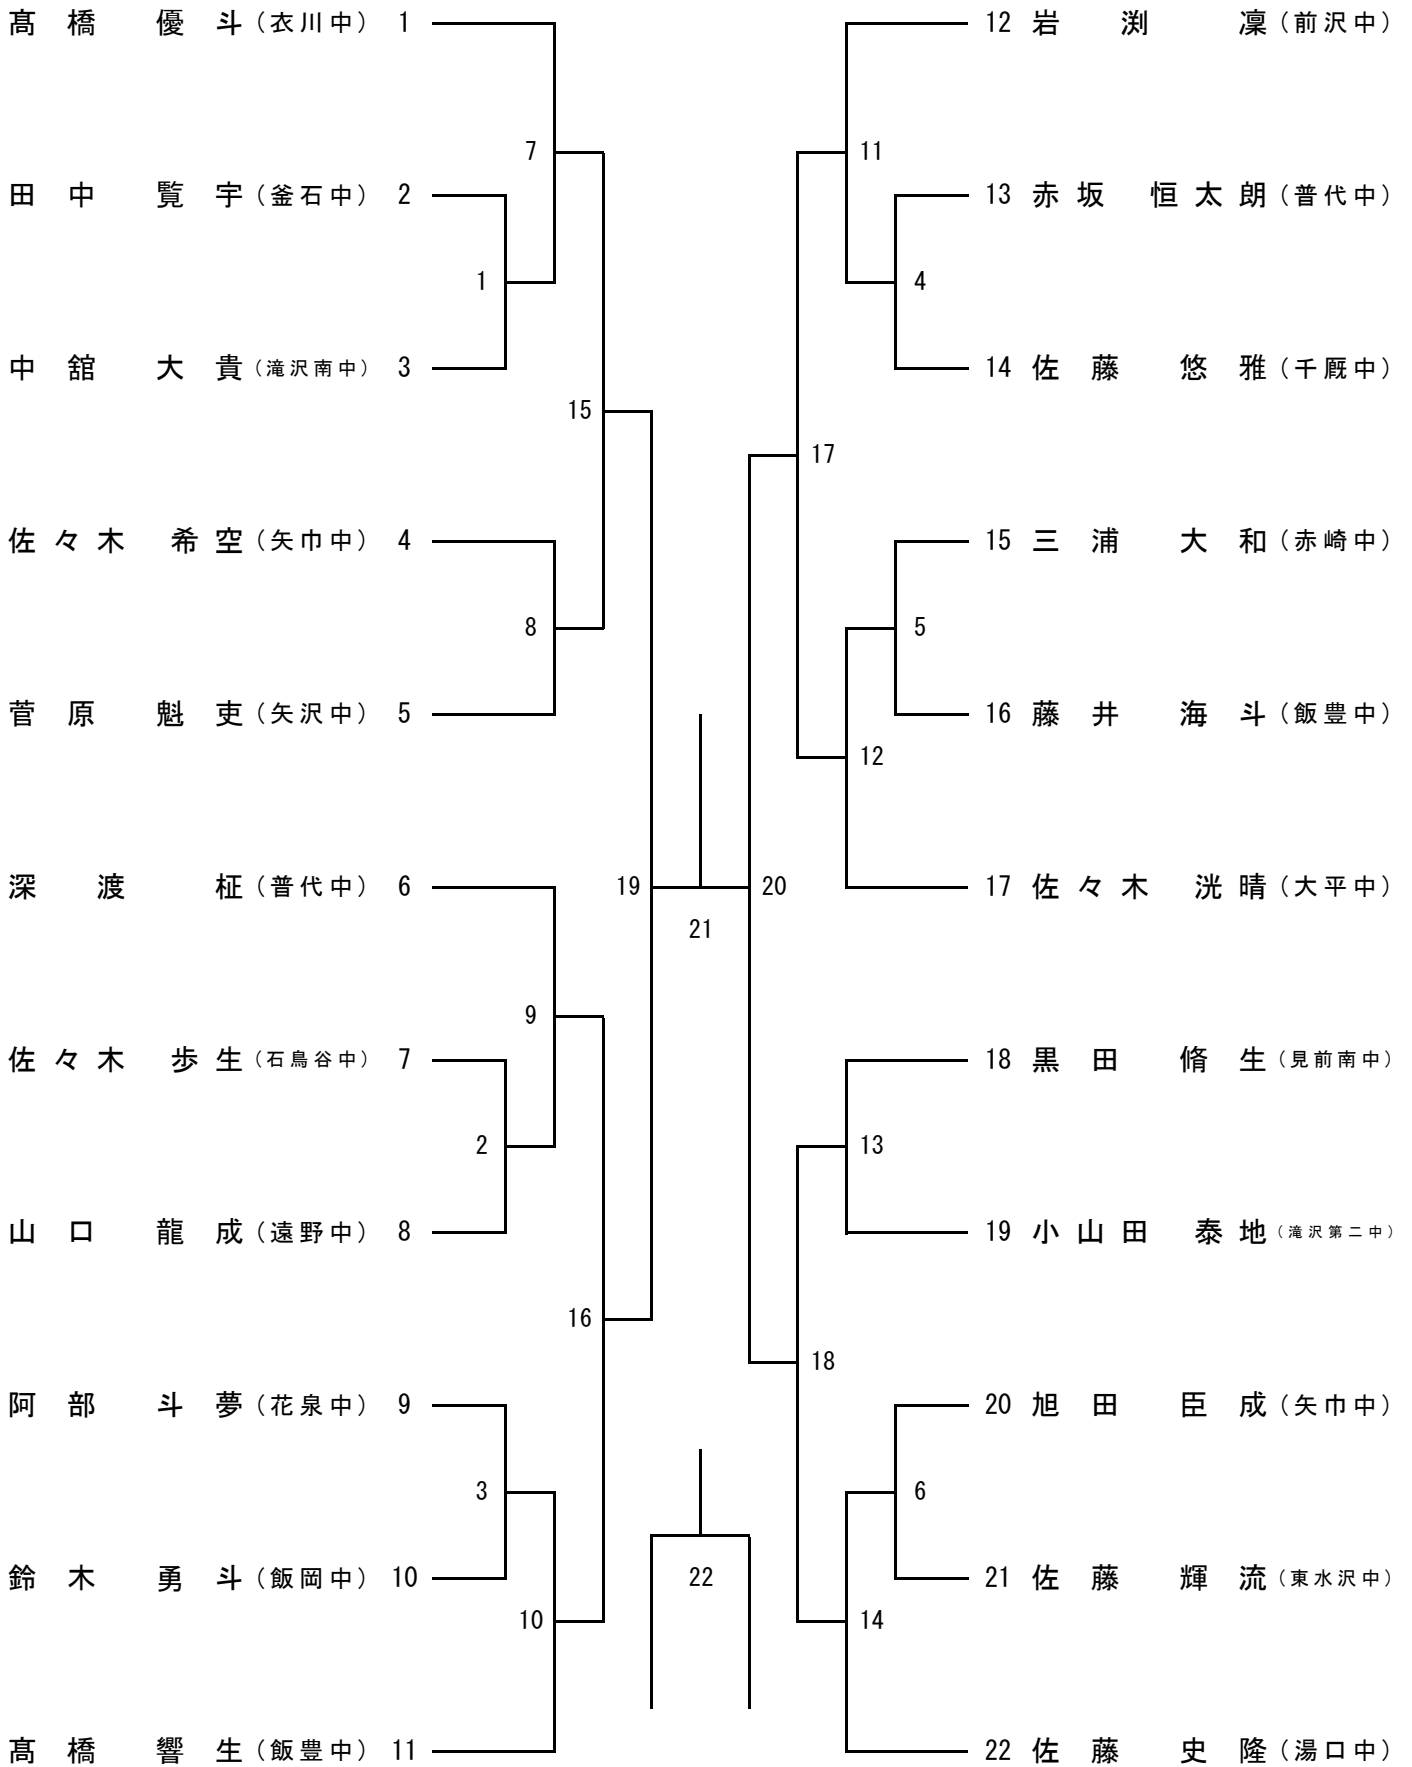 髙橋 優斗 (衣川中) 1
7
田中 覧宇 (釜石中) 2
1
中舘 大貴 (滝沢南中) 3
15
佐々木 希空 (矢巾中) 4
8
菅原 魁吏 (矢沢中) 5
深渡 柾 (普代中) 6
19
9
佐々木 歩生 (石鳥谷中) 7
2
山口 龍成 (遠野中) 8
16
阿部 斗夢 (花泉中) 9
3
鈴木 勇斗 (飯岡中) 10
10
髙橋 響生 (飯豊中) 11
21
22
12 岩渕 凜 (前沢中)
11
13 赤坂 恒太朗 (普代中)
4
14 佐藤 悠雅 (千厩中)
17
15 三浦 大和 (赤崎中)
5
16 藤井 海斗 (飯豊中)
12
17 佐々木 洸晴 (大平中)
20
18 黒田 脩生 (見前南中)
13
19 小山田 泰地 (滝沢第二中)
18
20 旭田 臣成 (矢巾中)
6
21 佐藤 輝流 (東水沢中)
14
22 佐藤 史隆 (湯口中)